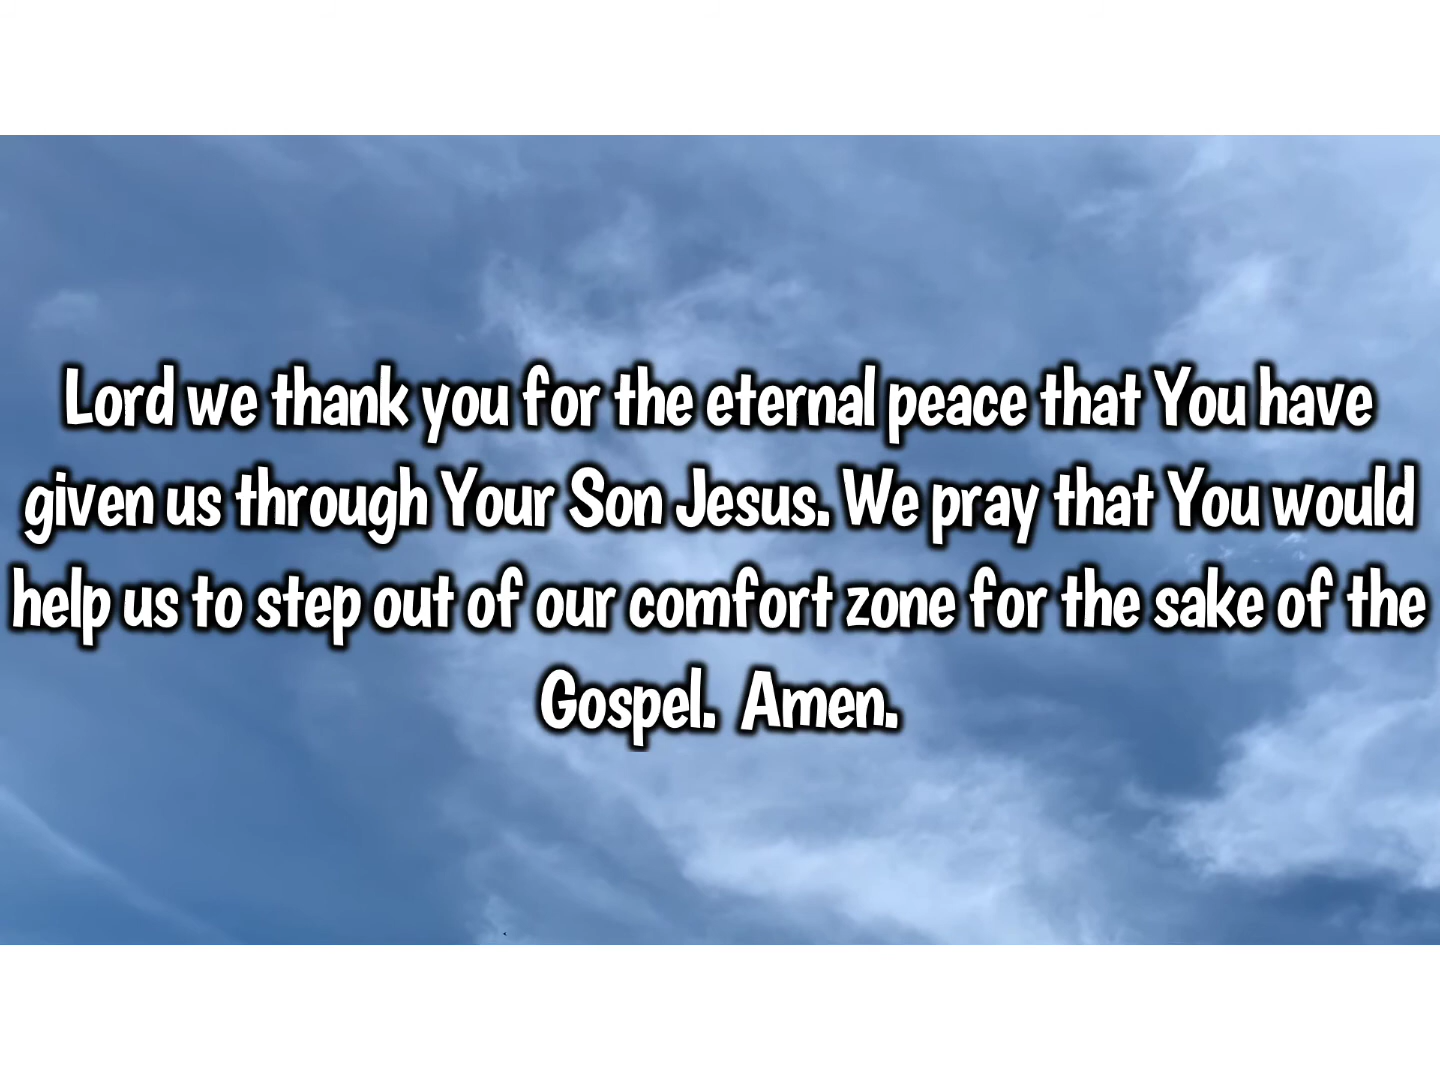 Lord we thank you for the eternal peace that You have
given us through Your Son Jesus. We pray that You would
help us to step out of our comfort zone for the sake of the
Gospel.  Amen.